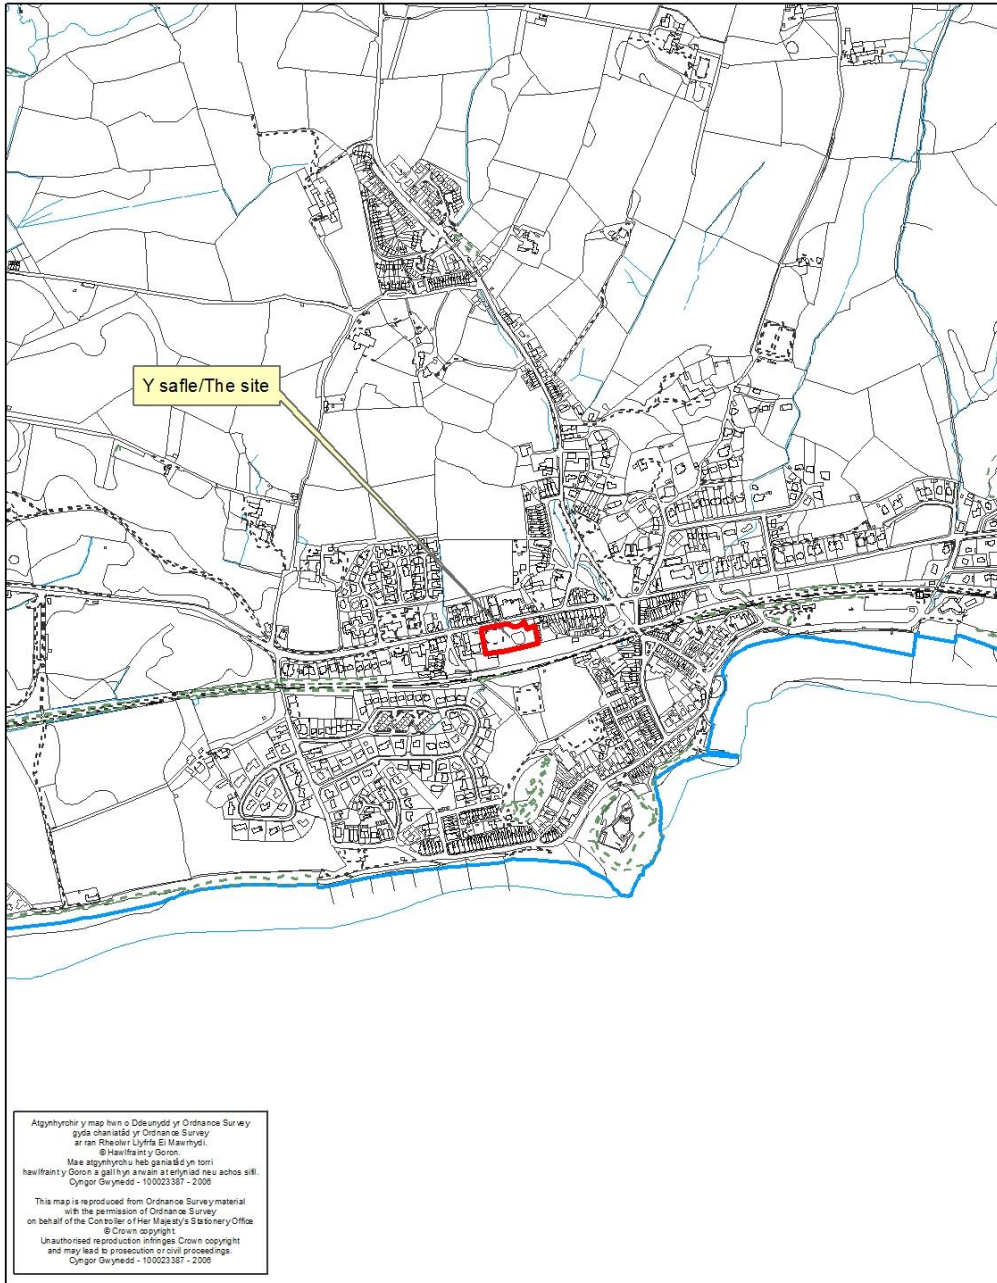 Y safle/The site
Atgynhyrchir y map hwn o Ddeunydd yr Ordnance Survey
gyda chaniatâd yr Ordnance Survey
ar ran Rheolwr Llyfrfa Ei Mawrhydi.
© Hawlfraint y Goron.
Mae atgynhyrchu heb ganiatâd yn torri
hawlfraint y Goron a gall hyn arwain at erlyniad neu achos sifil.
Cyngor Gwynedd - 100023387 - 2006
This map is reproduced from Ordnance Survey material
with the permission of Ordnance Survey
on behalf of the Controller of Her Majesty's Stationery Office
© Crown copyright.
Unauthorised reproduction infringes Crown copyright
and may lead to prosecution or civil proceedings.
Cyngor Gwynedd - 100023387 - 2006